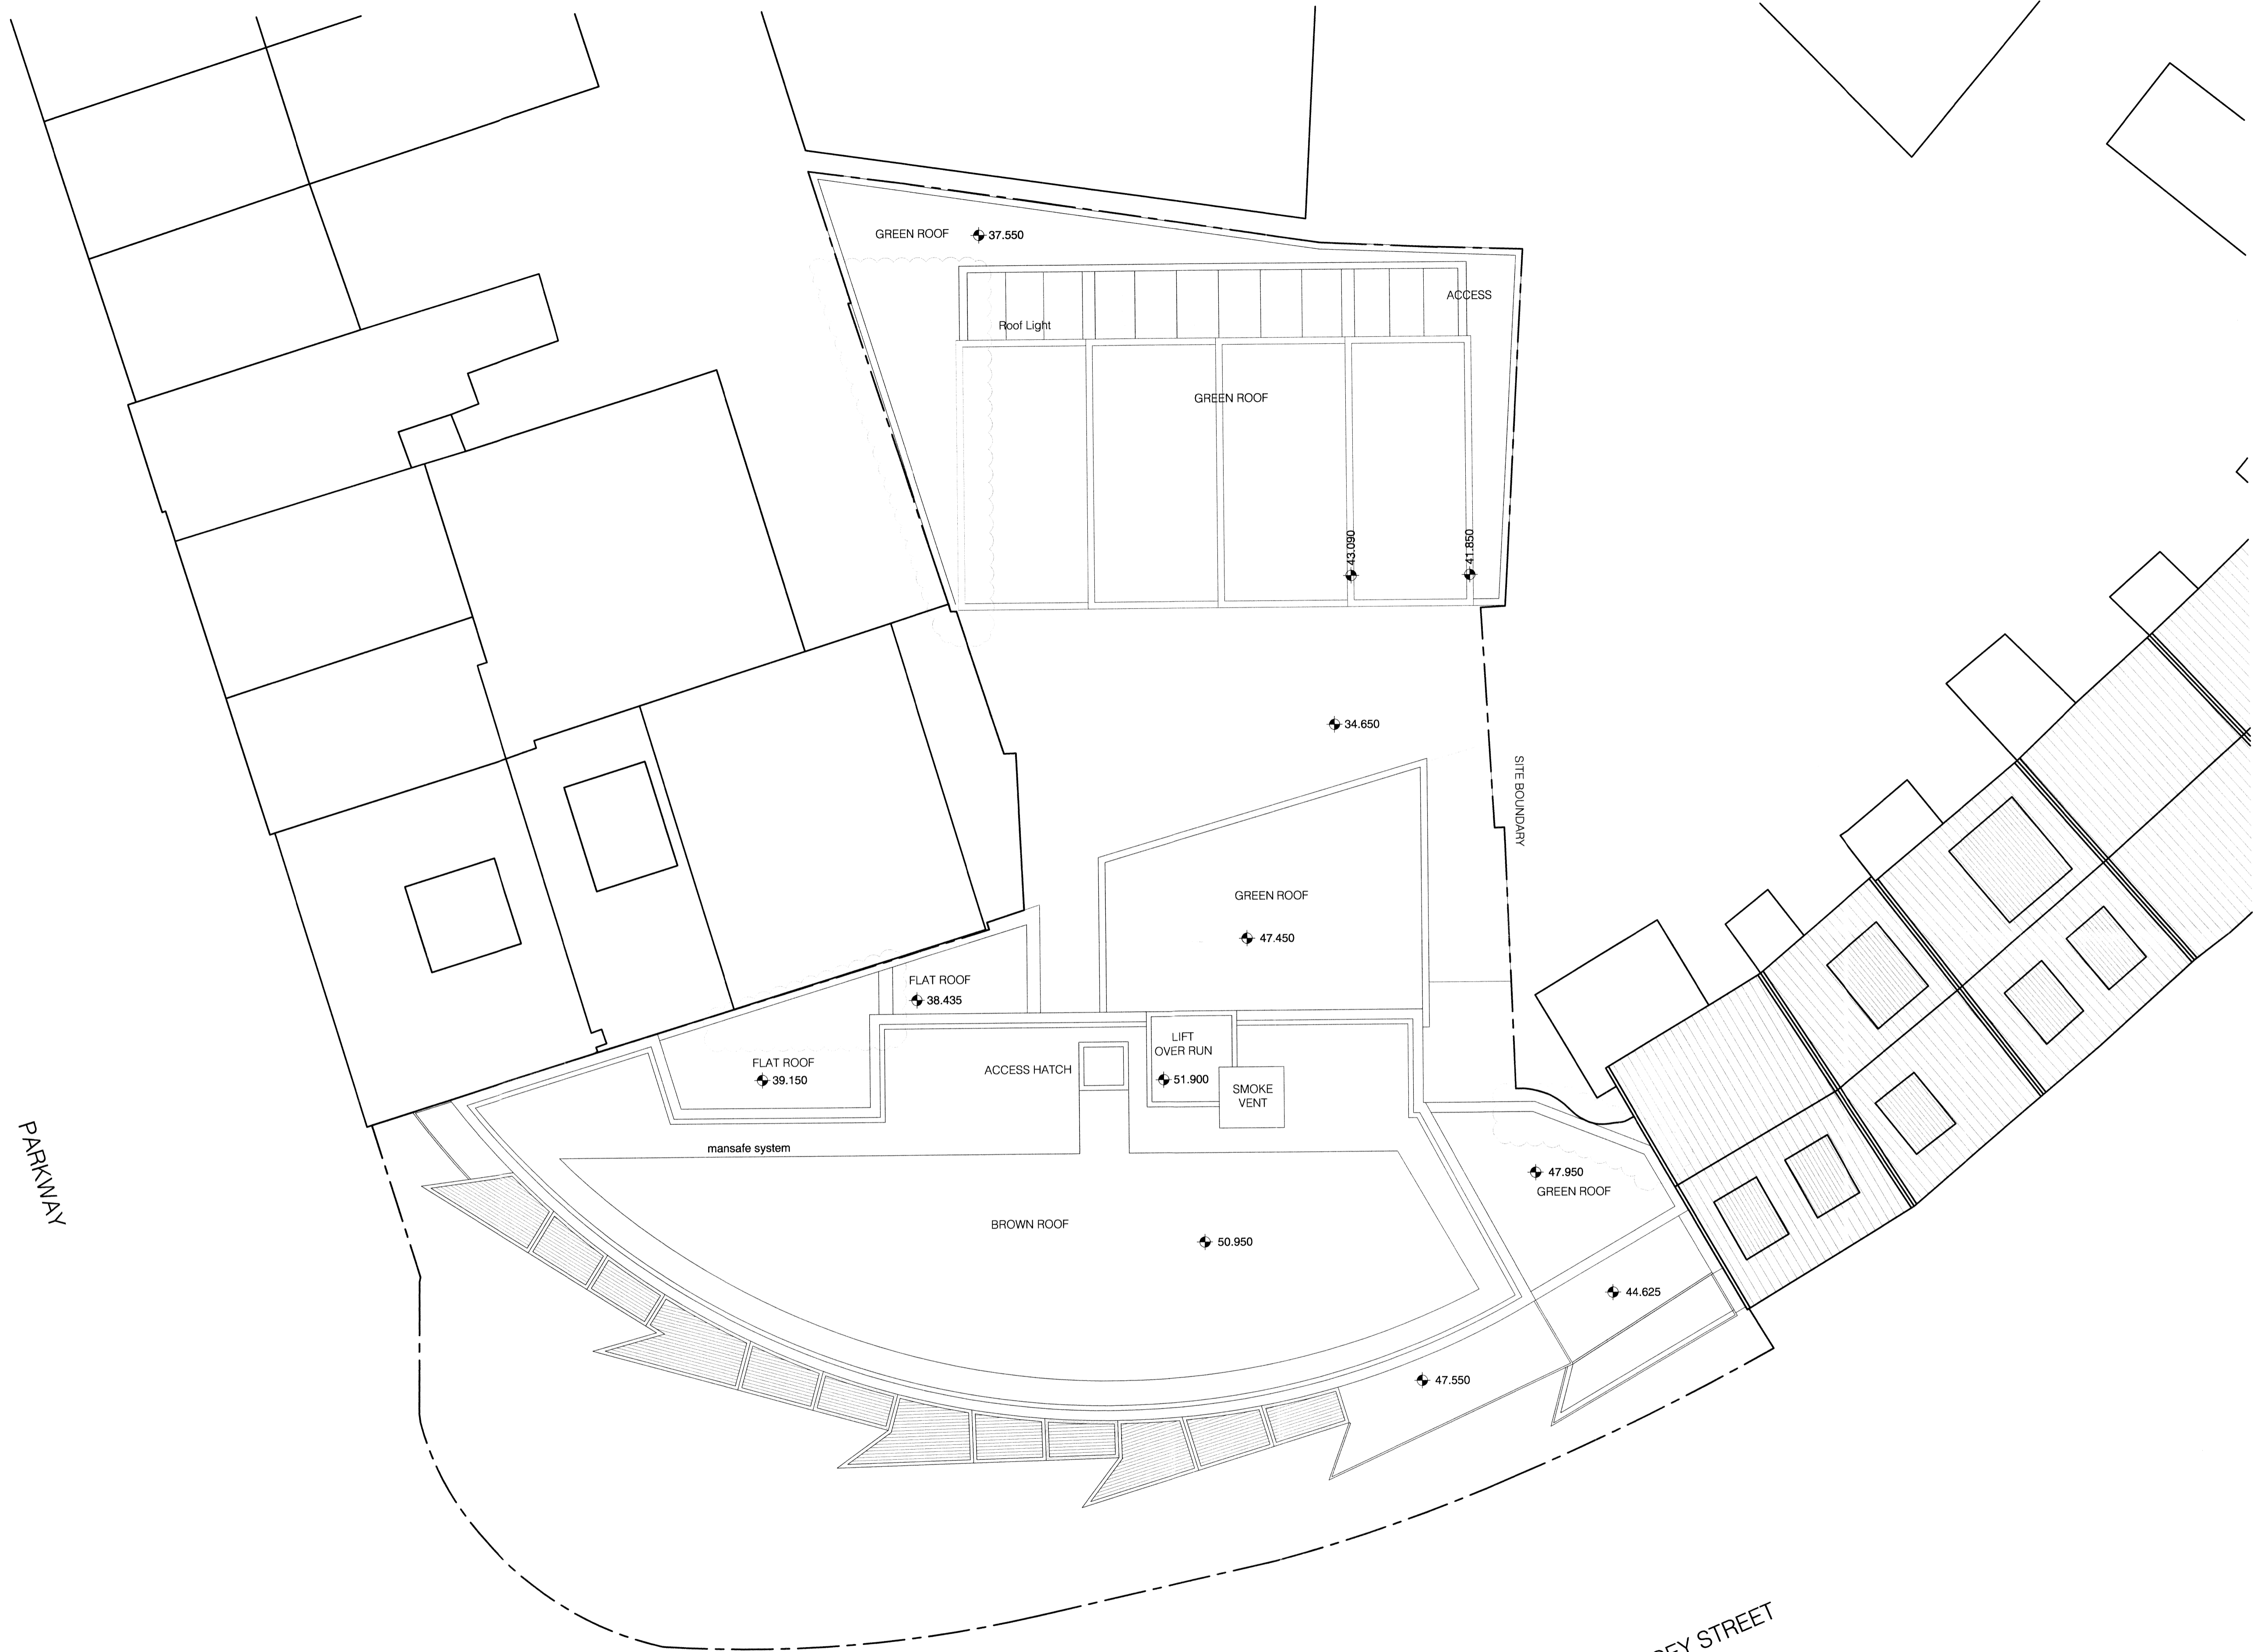 GREEN ROOF 37.550
ACCESS
Roof Light
GREEN ROOF
43.090
41.850
34.650
SITE BOUNDARY
GREEN ROOF
47.450
FLAT ROOF
38.435
LIFT
OVER RUN
51.900
FLAT ROOF
39.150
ACCESS HATCH
SMOKE
VENT
mansafe system
PARKWAY
47.950
GREEN ROOF
BROWN ROOF
50.950
44.625
47.550
STREET